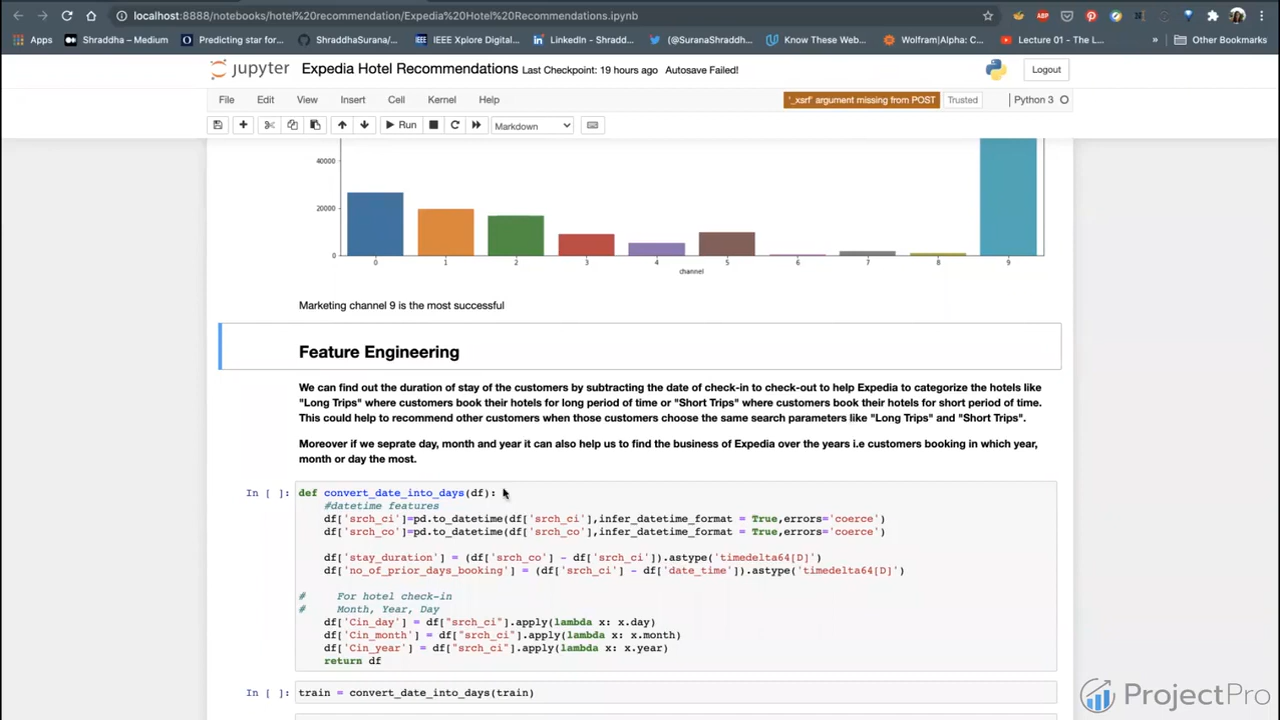 localhost:8888/notebooks/hotel%20recommendation/Expedia%20Hotel%20Recommendations.ipynb
Apps Shraddha – Medium Predicting star for... ShraddhaSurana/... IEEE Xplore Digital... LinkedIn - Shradd... (@SuranaShraddh... Know These Web... Wolfram|Alpha: C... Lecture 01 - The L... » Other Bookmarks
jupyter Expedia Hotel Recommendations Last Checkpoint: 19 hours ago Autosave Failed! Logout
File Edit View Insert Cell Kernel Help '_xsrf' argument missing from POST Trusted Python 3
Run Markdown
40000
20000
0
0 1 2 3 4 5 6 7 8 9
channel
Marketing channel 9 is the most successful
Feature Engineering
We can find out the duration of stay of the customers by subtracting the date of check-in to check-out to help Expedia to categorize the hotels like
"Long Trips" where customers book their hotels for long period of time or "Short Trips" where customers book their hotels for short period of time.
This could help to recommend other customers when those customers choose the same search parameters like "Long Trips" and "Short Trips".
Moreover if we seprate day, month and year it can also help us to find the business of Expedia over the years i.e customers booking in which year,
month or day the most.
In [ ]: def convert_date_into_days(df):
#datetime features
df['srch_ci']=pd.to_datetime(df['srch_ci'],infer_datetime_format = True,errors='coerce')
df['srch_co']=pd.to_datetime(df['srch_co'],infer_datetime_format = True,errors='coerce')
df['stay_duration'] = (df['srch_co'] - df['srch_ci']).astype('timedelta64[D]')
df['no_of_prior_days_booking'] = (df['srch_ci'] - df['date_time']).astype('timedelta64[D]')
# For hotel check-in
# Month, Year, Day
df['Cin_day'] = df["srch_ci"].apply(lambda x: x.day)
df['Cin_month'] = df["srch_ci"].apply(lambda x: x.month)
df['Cin_year'] = df["srch_ci"].apply(lambda x: x.year)
return df
In [ ]: train = convert_date_into_days(train)
ProjectPro